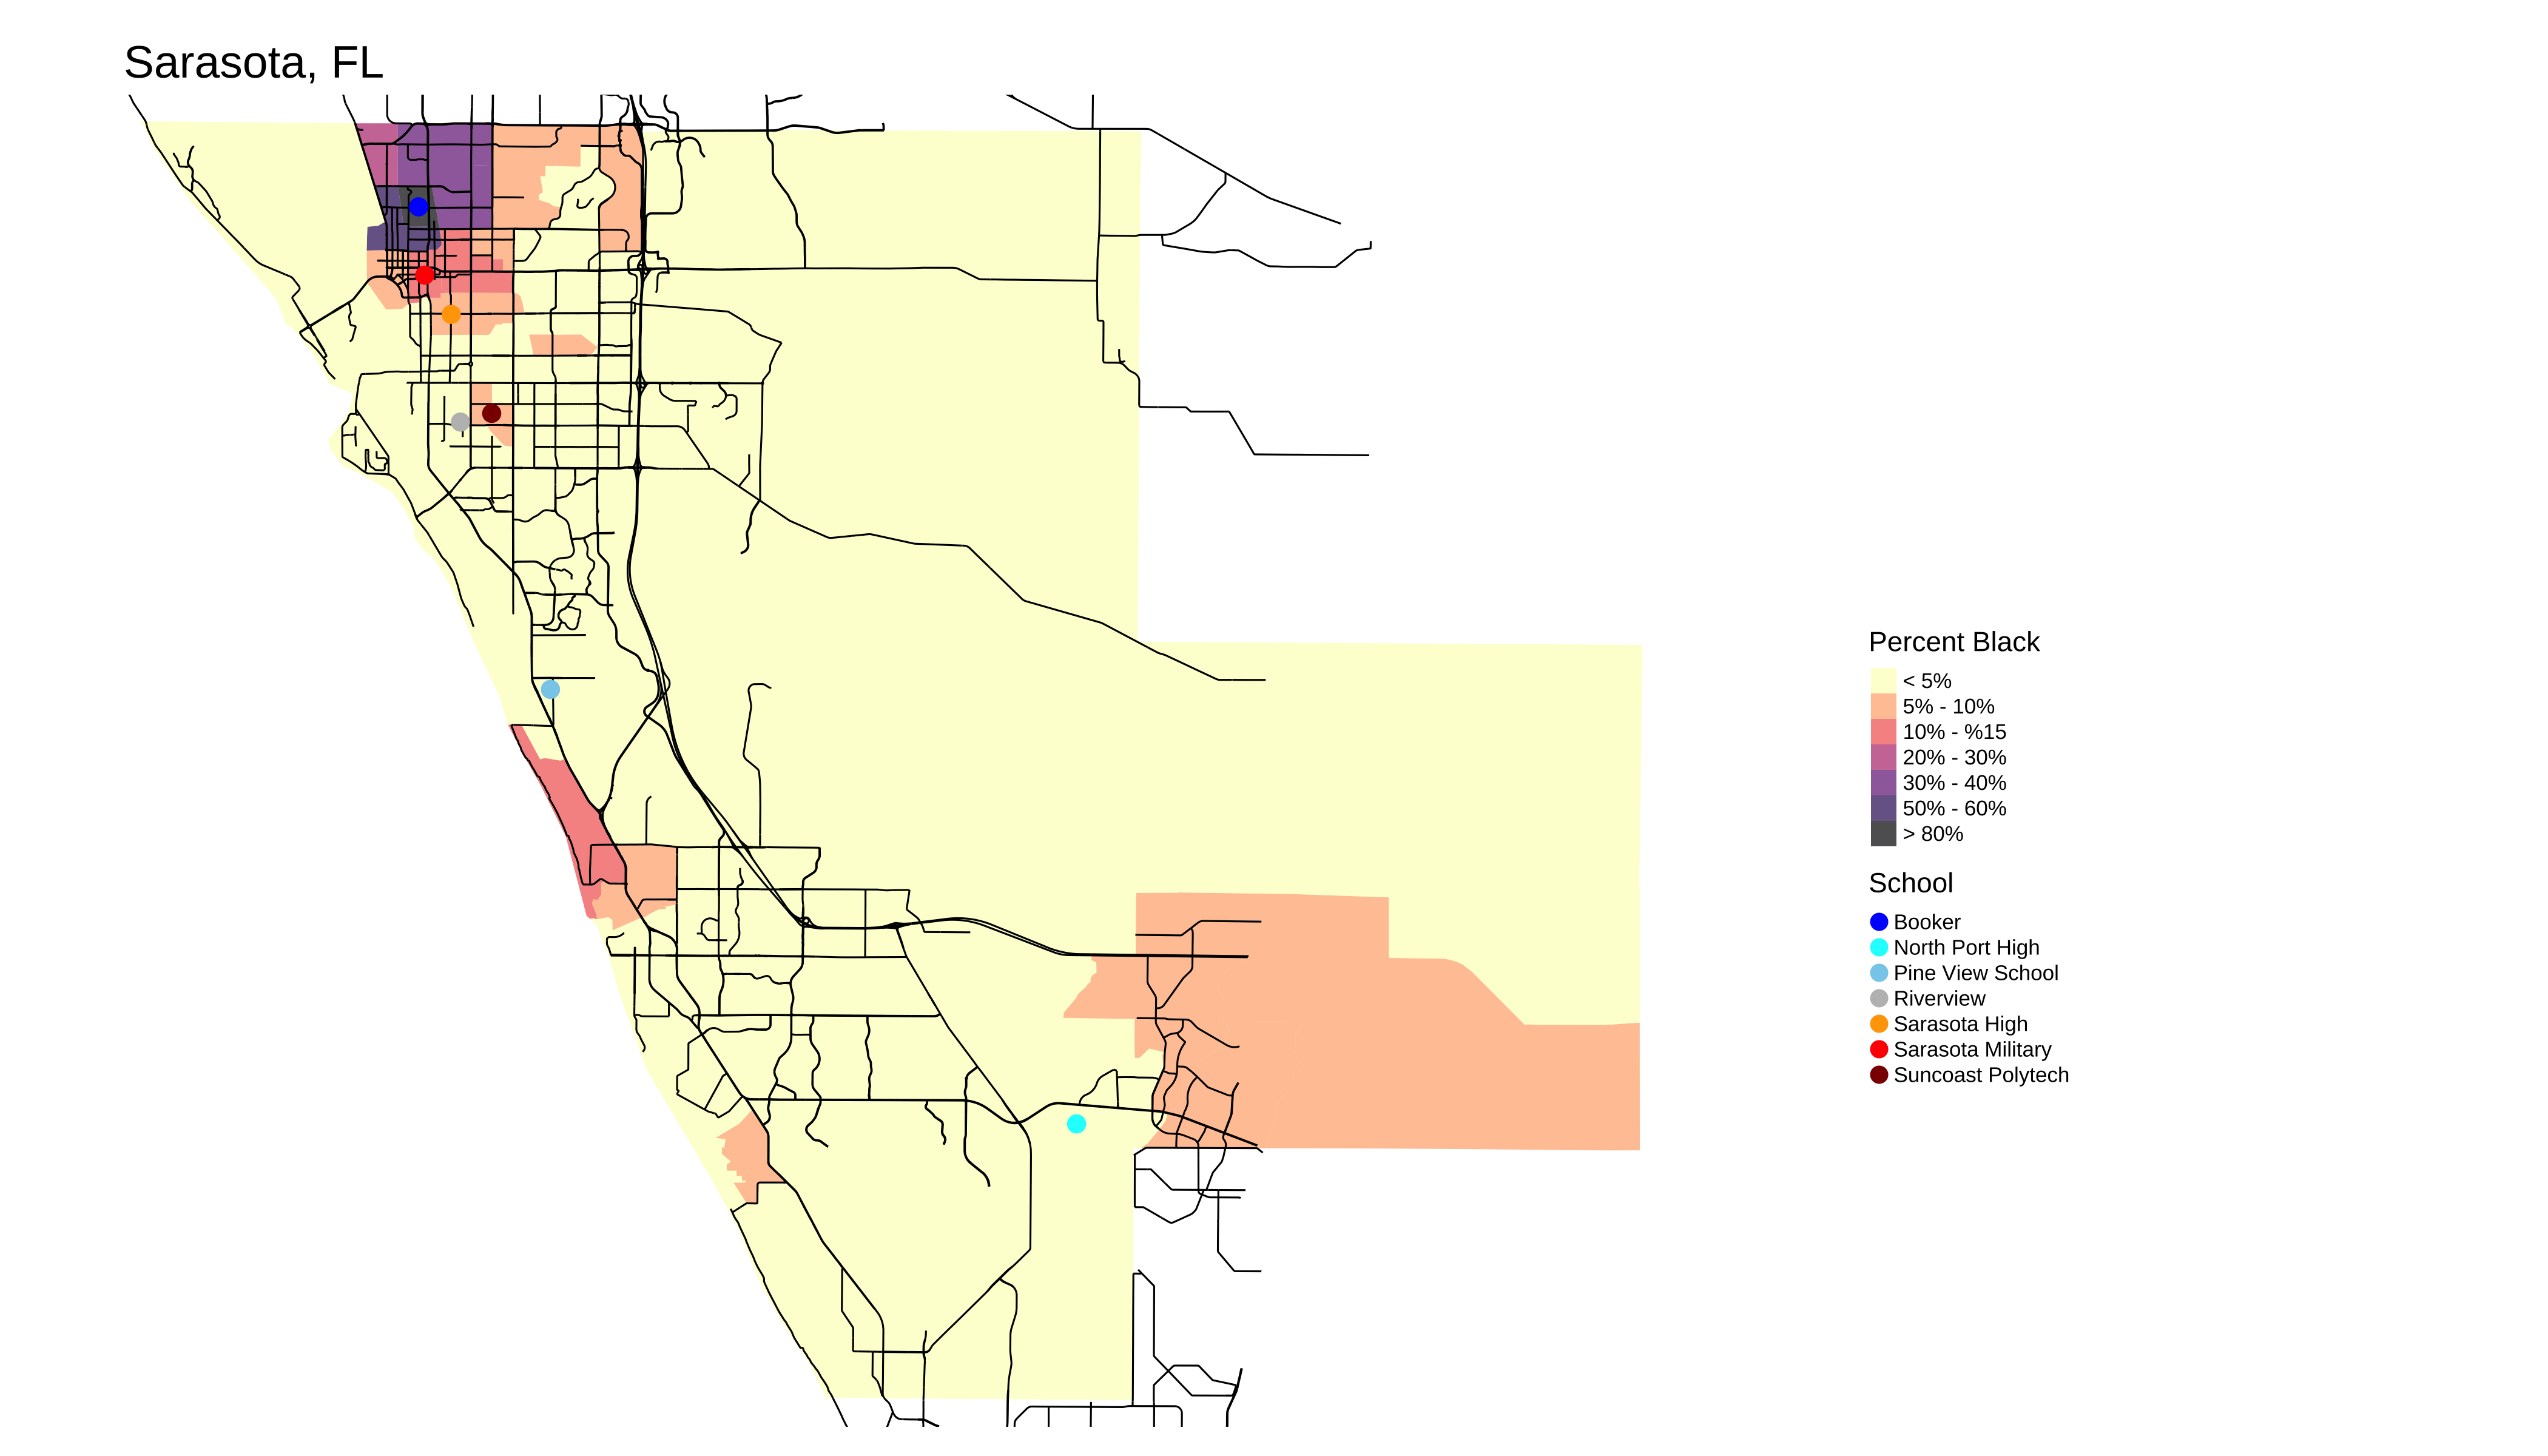 Sarasota, FL
Percent Black
< 5%
5% - 10%
10% - %15
20% - 30%
30% - 40%
50% - 60%
> 80%
School
Booker
North Port High
Pine View School
Riverview
Sarasota High
Sarasota Military
Suncoast Polytech